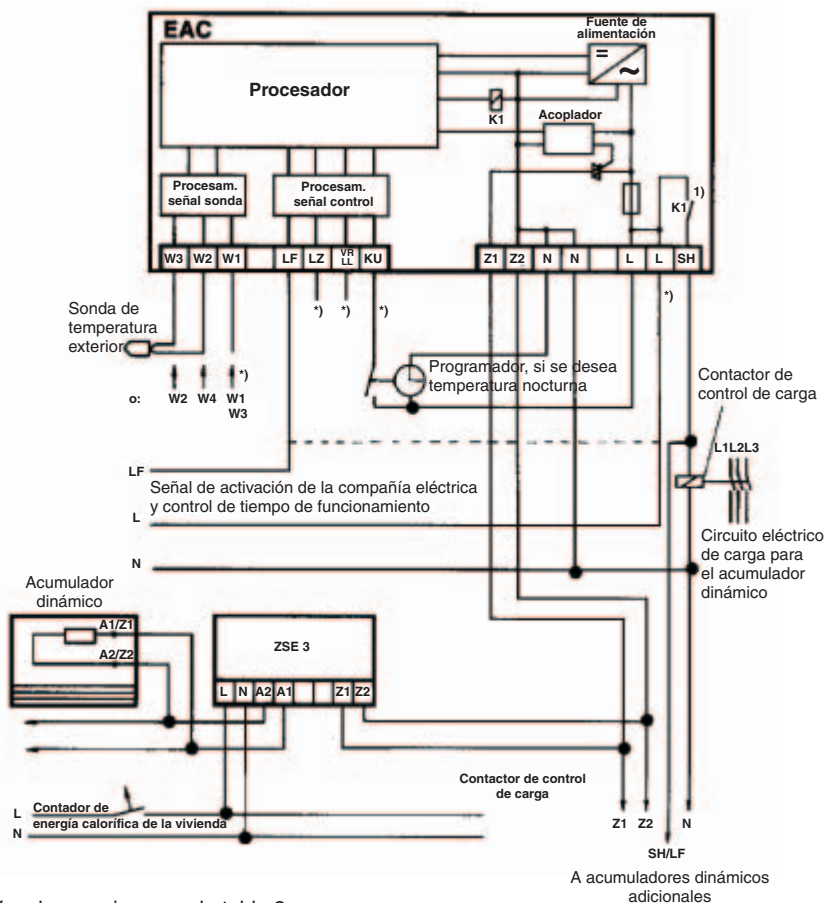 EAC
Fuente de
alimentación
=
~
Procesador
K1
Acoplador
Procesam.
señal sonda
Procesam.
señal control
K1
1)
W3 W2 W1 LF LZ VR LL KU
Z1 Z2 N N L L SH
*) *) *)
*)
Sonda de
temperatura
exterior
*)
o: W2 W4 W1
W3
Programador, si se desea
temperatura nocturna
Contactor de
control de carga
L1L2L3
LF
Señal de activación de la compañía eléctrica
y control de tiempo de funcionamiento
L
N
Circuito eléctrico
de carga para
el acumulador
dinámico
Acumulador
dinámico
A1/Z1
A2/Z2
ZSE 3
L N A2 A1 Z1 Z2
Contactor de control
de carga
L Contador de
N energía calorífica de la vivienda
Z1 Z2 N
SH/LF
A acumuladores dinámicos
adicionales